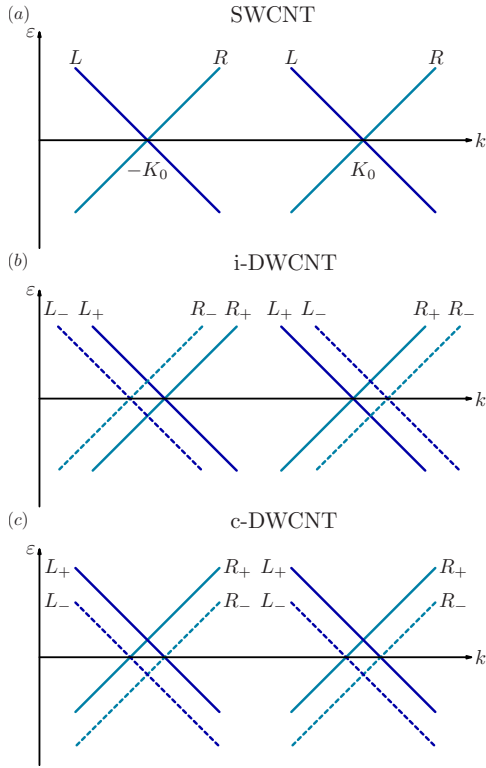 (a) SWCNT
ε
L R L R
k
−K₀ K₀
(b) i-DWCNT
ε
L₋ L₊ R₋ R₊ L₊ L₋ R₊ R₋
k
(c) c-DWCNT
ε
L₊ R₊ L₊ R₊
L₋ R₋ L₋ R₋
k